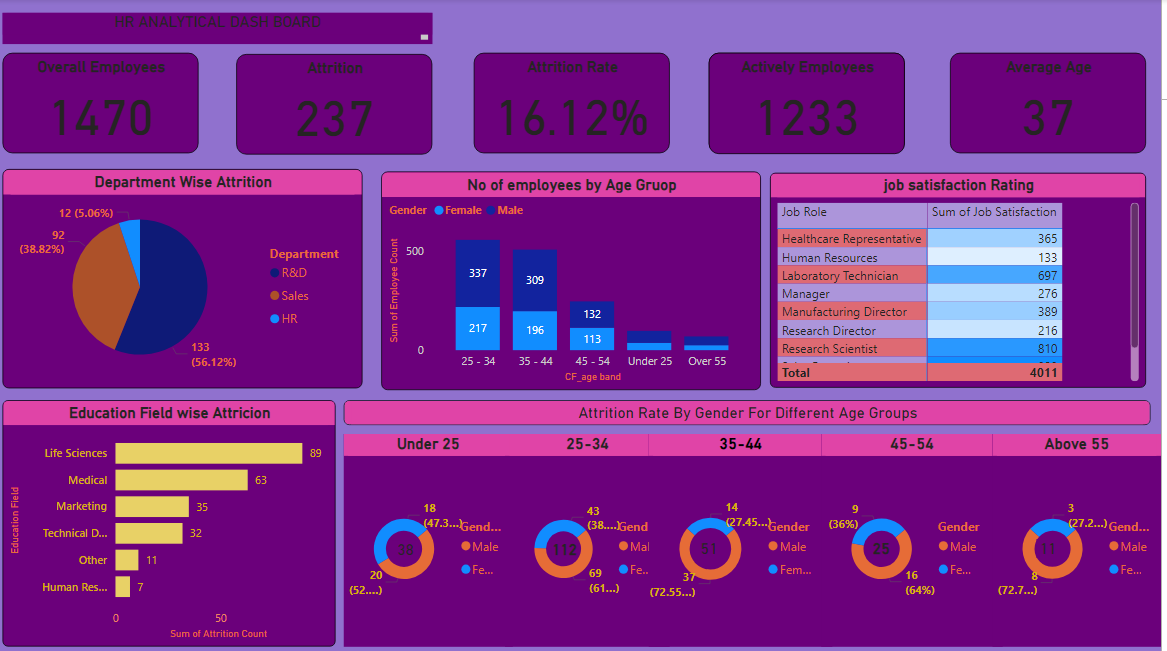 HR ANALYTICAL DASH BOARD
Overall Employees
1470
Attrition
237
Attrition Rate
16.12%
Actively Employees
1233
Average Age
37
Department Wise Attrition
12 (5.06%)
92
(38.82%)
133
(56.12%)
Department
R&D
Sales
HR
No of employees by Age Gruop
Gender Female Male
Sum of Employee Count
500
0
337
217
309
196
132
113
25 - 34 35 - 44 45 - 54 Under 25 Over 55
CF_age band
job satisfaction Rating
Job Role Sum of Job Satisfaction
Healthcare Representative 365
Human Resources 133
Laboratory Technician 697
Manager 276
Manufacturing Director 389
Research Director 216
Research Scientist 810
Total 4011
Education Field wise Attricion
Education Field
Life Sciences 89
Medical 63
Marketing 35
Technical D... 32
Other 11
Human Res... 7
0 50
Sum of Attrition Count
Attrition Rate By Gender For Different Age Groups
Under 25 25-34 35-44 45-54 Above 55
18
(47.3...)
38
20
(52....)
Gend...
Male
Fe...
43
(38....)
112
69
(61...)
Gend
Mal
Fe..
14
(27.45...)
51
37
(72.55...)
Gender
Male
Fem...
9
(36%)
25
16
(64%)
Gender
Male
Fe...
3
(27.2...)
11
8
(72.7...)
Gend...
Male
Fe...